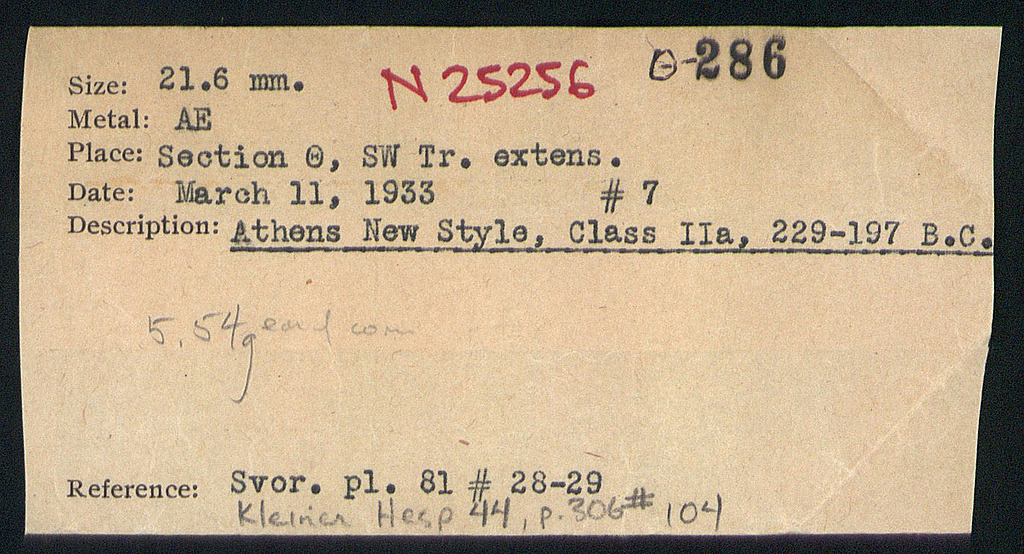 Size: 21.6 mm. N 25256 Θ-286
Metal: AE
Place: Section Θ, SW Tr. extens.
Date: March 11, 1933 # 7
Description: Athens New Style, Class IIa, 229-197 B.C.
5.54g
Reference: Svor. pl. 81 # 28-29
Kleiner Hesp 44, p.306 # 104